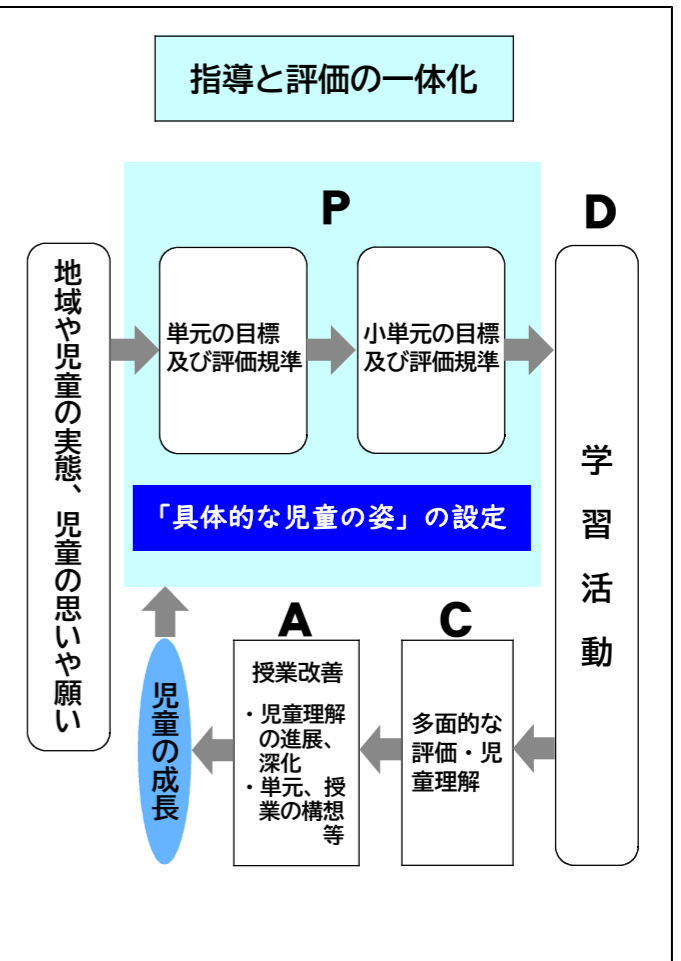 指導と評価の一体化
P
D
地域や児童の実態、児童の思いや願い
単元の目標
及び評価規準
小単元の目標
及び評価規準
「具体的な児童の姿」の設定
学習活動
A
C
児童の成長
授業改善
・児童理解
の進展、
深化
・単元、授
業の構想
等
多面的な
評価・児
童理解